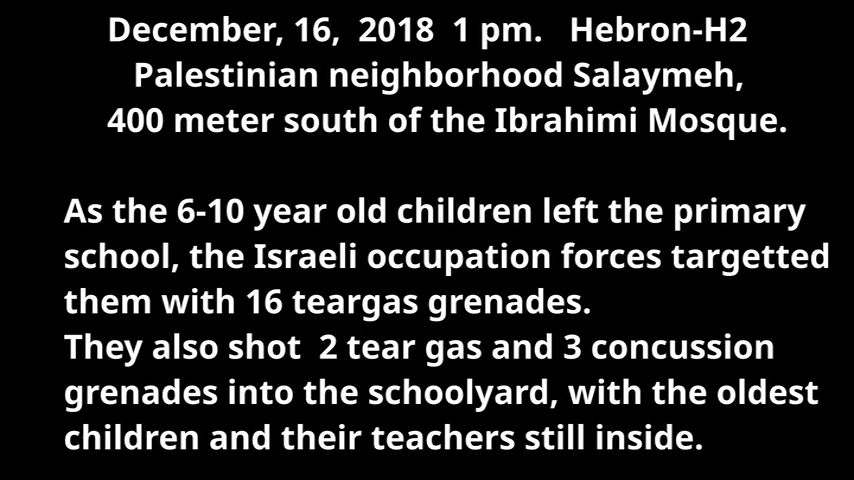 December, 16, 2018 1 pm. Hebron-H2
Palestinian neighborhood Salaymeh,
400 meter south of the Ibrahimi Mosque.
As the 6-10 year old children left the primary
school, the Israeli occupation forces targetted
them with 16 teargas grenades.
They also shot 2 tear gas and 3 concussion
grenades into the schoolyard, with the oldest
children and their teachers still inside.